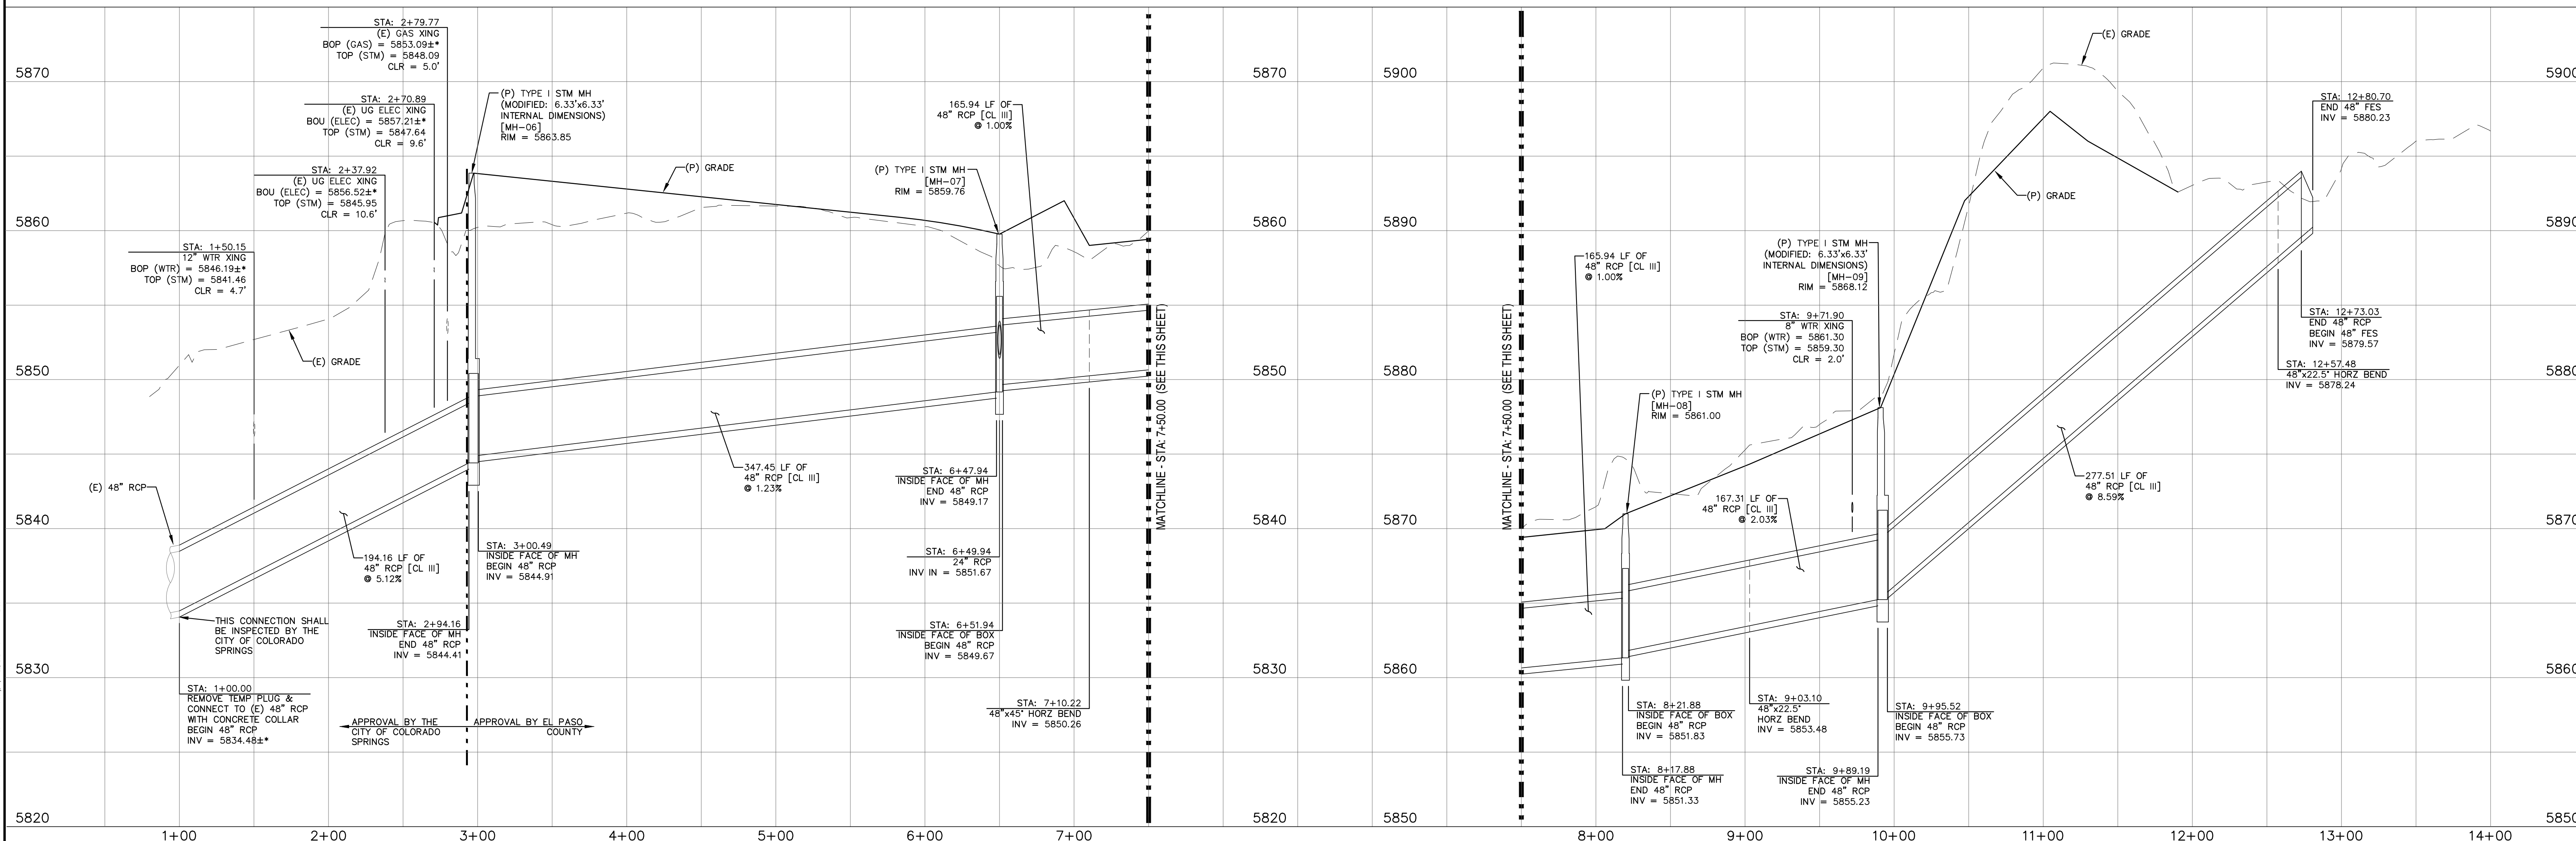 STA: 2+79.77
(E) GAS XING
BOP (GAS) = 5853.09±*
TOP (STM) = 5848.09
CLR = 5.0'
STA: 2+70.89
(E) UG ELEC XING
BOU (ELEC) = 5857.21±*
TOP (STM) = 5847.64
CLR = 9.6'
STA: 2+37.92
(E) UG ELEC XING
BOU (ELEC) = 5856.52±*
TOP (STM) = 5845.95
CLR = 10.6'
STA: 1+50.15
12" WTR XING
BOP (WTR) = 5846.19±*
TOP (STM) = 5841.46
CLR = 4.7'
(P) TYPE I STM MH
(MODIFIED: 6.33'x6.33'
INTERNAL DIMENSIONS)
[MH-06]
RIM = 5863.85
(P) GRADE
165.94 LF OF
48" RCP [CL III]
@ 1.00%
(P) TYPE I STM MH
[MH-07]
RIM = 5859.76
(E) GRADE
(E) 48" RCP
THIS CONNECTION SHALL
BE INSPECTED BY THE
CITY OF COLORADO
SPRINGS
STA: 1+00.00
REMOVE TEMP PLUG &
CONNECT TO (E) 48" RCP
WITH CONCRETE COLLAR
BEGIN 48" RCP
INV = 5834.48±*
194.16 LF OF
48" RCP [CL III]
@ 5.12%
STA: 2+94.16
INSIDE FACE OF MH
END 48" RCP
INV = 5844.41
APPROVAL BY THE
CITY OF COLORADO
SPRINGS
APPROVAL BY EL PASO
COUNTY
STA: 3+00.49
INSIDE FACE OF MH
BEGIN 48" RCP
INV = 5844.91
347.45 LF OF
48" RCP [CL III]
@ 1.23%
STA: 6+47.94
INSIDE FACE OF MH
END 48" RCP
INV = 5849.17
STA: 6+49.94
24" RCP
INV IN = 5851.67
STA: 6+51.94
INSIDE FACE OF BOX
BEGIN 48" RCP
INV = 5849.67
STA: 7+10.22
48"x45° HORZ BEND
INV = 5850.26
MATCHLINE - STA: 7+50.00 (SEE THIS SHEET)
5870
5860
5850
5840
5830
5820
1+00
2+00
3+00
4+00
5+00
6+00
7+00
5870
5860
5850
5840
5830
5820
5900
5890
5880
5870
5860
5850
MATCHLINE - STA: 7+50.00 (SEE THIS SHEET)
165.94 LF OF
48" RCP [CL III]
@ 1.00%
(P) TYPE I STM MH
[MH-08]
RIM = 5861.00
(P) TYPE I STM MH
(MODIFIED: 6.33'x6.33'
INTERNAL DIMENSIONS)
[MH-09]
RIM = 5868.12
STA: 9+71.90
8" WTR XING
BOP (WTR) = 5861.30
TOP (STM) = 5859.30
CLR = 2.0'
167.31 LF OF
48" RCP [CL III]
@ 2.03%
STA: 8+21.88
INSIDE FACE OF BOX
BEGIN 48" RCP
INV = 5851.83
STA: 8+17.88
INSIDE FACE OF MH
END 48" RCP
INV = 5851.33
STA: 9+03.10
48"x22.5°
HORZ BEND
INV = 5853.48
STA: 9+89.19
INSIDE FACE OF MH
END 48" RCP
INV = 5855.23
STA: 9+95.52
INSIDE FACE OF BOX
BEGIN 48" RCP
INV = 5855.73
(E) GRADE
(P) GRADE
277.51 LF OF
48" RCP [CL III]
@ 8.59%
STA: 12+80.70
END 48" FES
INV = 5880.23
STA: 12+73.03
END 48" RCP
BEGIN 48" FES
INV = 5879.57
STA: 12+57.48
48"x22.5° HORZ BEND
INV = 5878.24
8+00
9+00
10+00
11+00
12+00
13+00
14+00